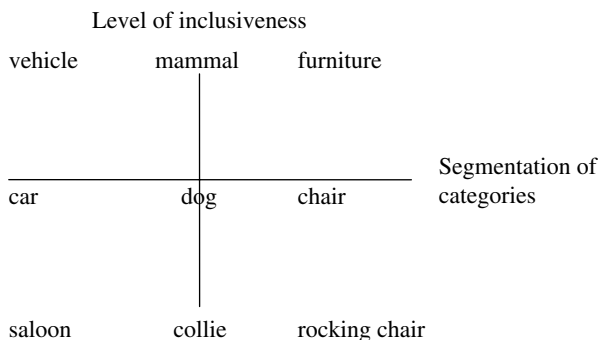 Level of inclusiveness
vehicle mammal furniture
Segmentation of
categories
car dog chair
saloon collie rocking chair